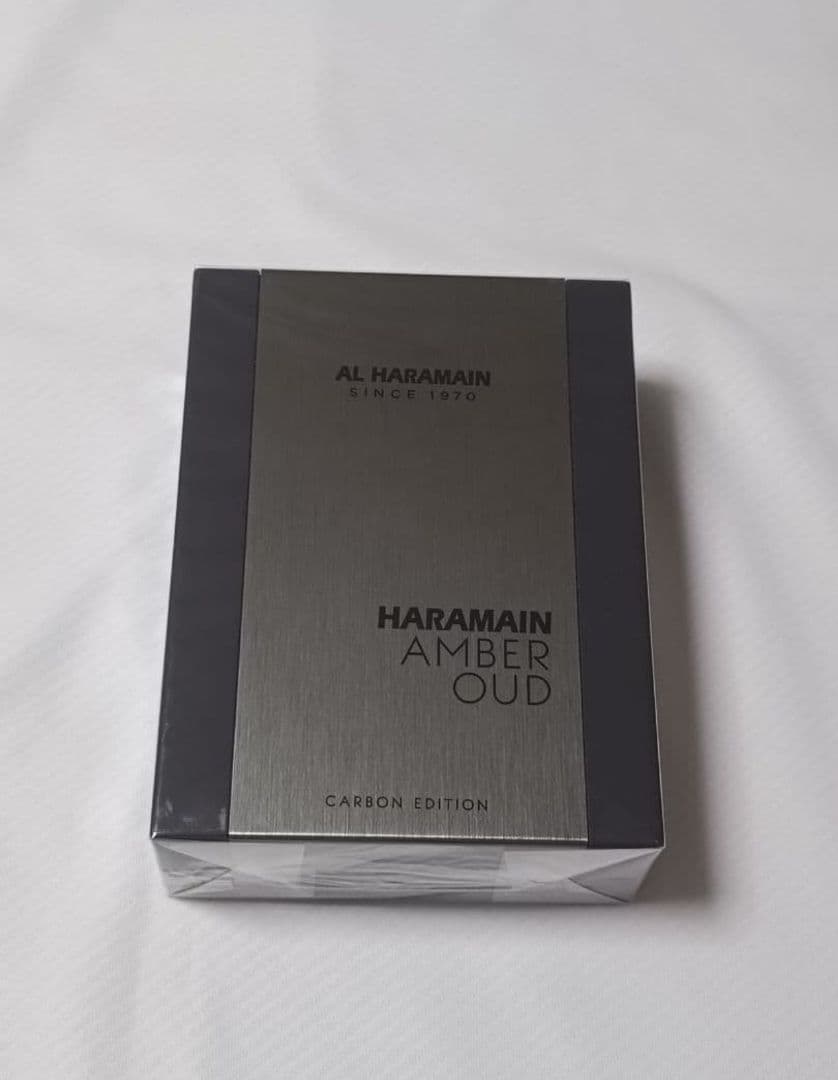 AL HARAMAIN
SINCE 1970
HARAMAIN
AMBER
OUD
CARBON EDITION